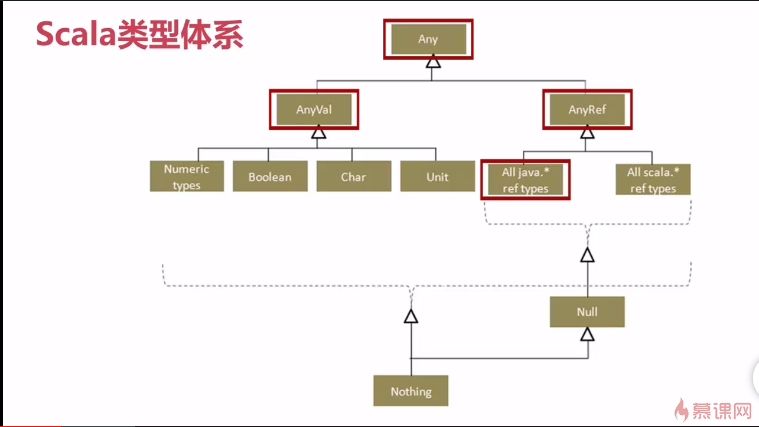 Scala类型体系
Any
AnyVal
AnyRef
Numeric
types
Boolean
Char
Unit
All java.*
ref types
All scala.*
ref types
Null
Nothing
慕课网